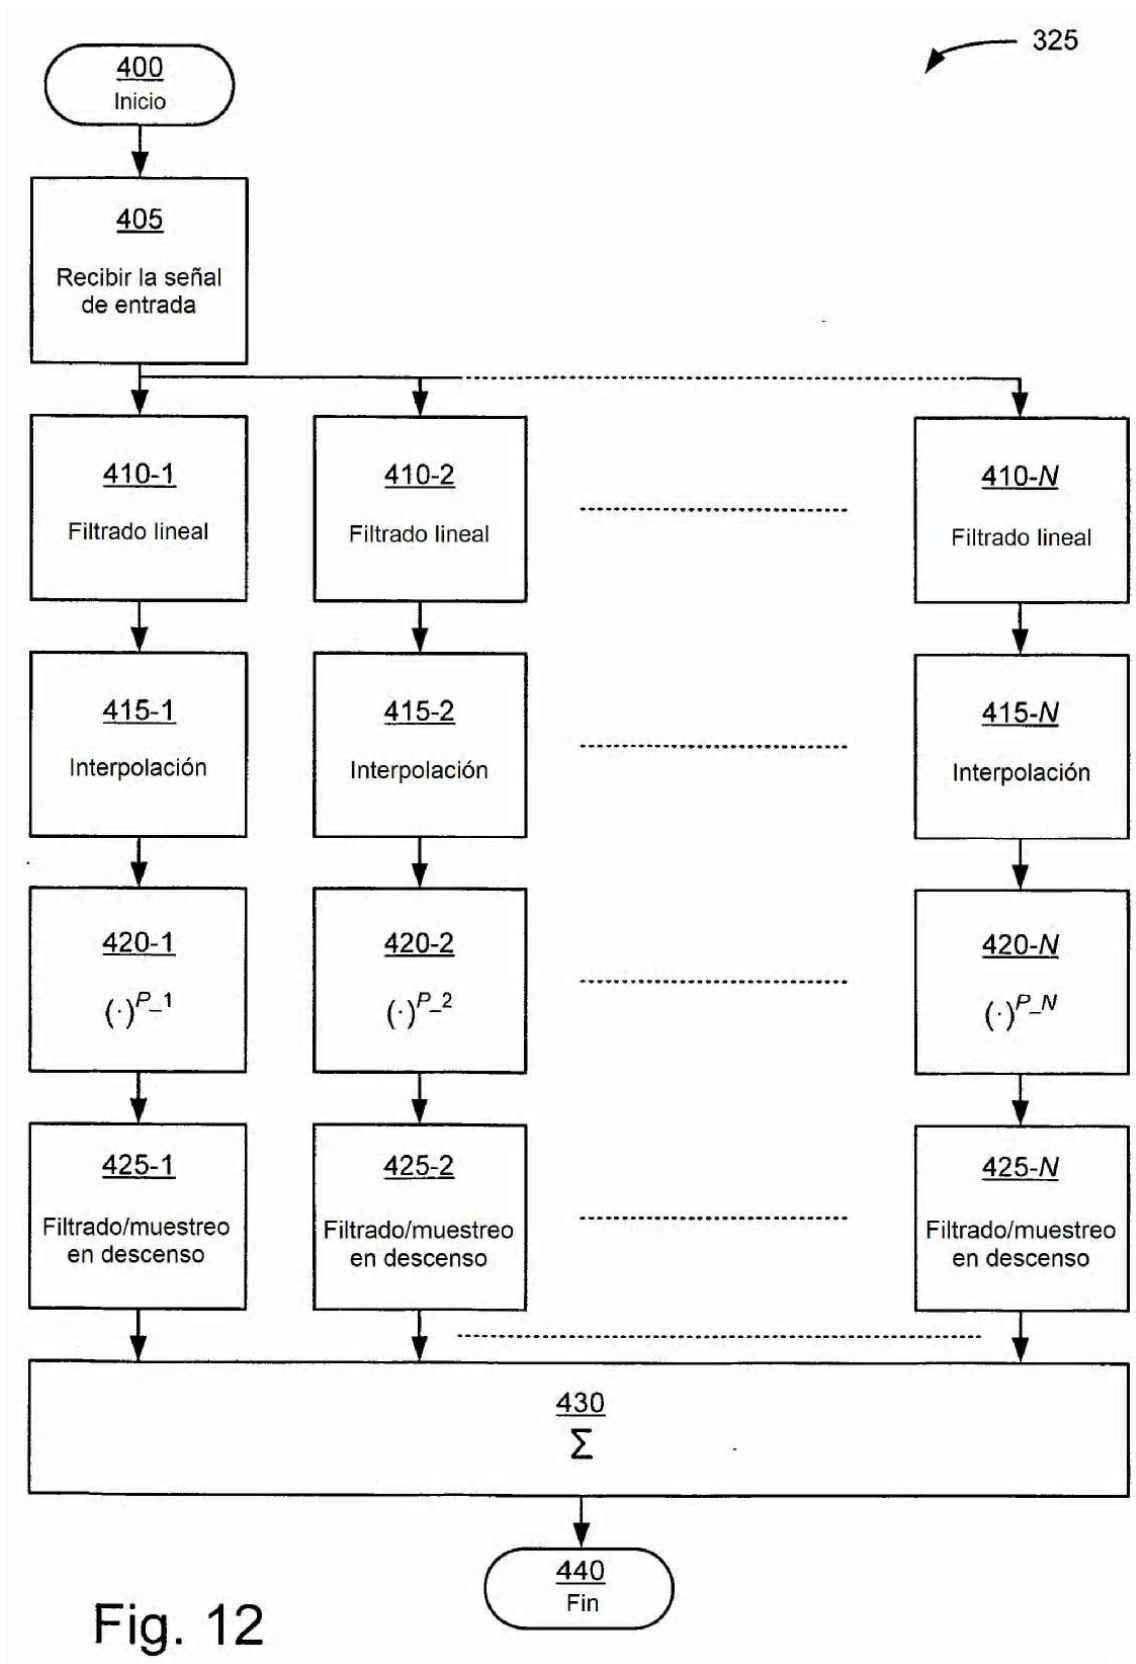 325
400
Inicio
405
Recibir la señal
de entrada
410-1
Filtrado lineal
410-2
Filtrado lineal
410-N
Filtrado lineal
415-1
Interpolación
415-2
Interpolación
415-N
Interpolación
420-1
(·)^P_1
420-2
(·)^P_2
420-N
(·)^P_N
425-1
Filtrado/muestreo
en descenso
425-2
Filtrado/muestreo
en descenso
425-N
Filtrado/muestreo
en descenso
430
Σ
440
Fin
Fig. 12